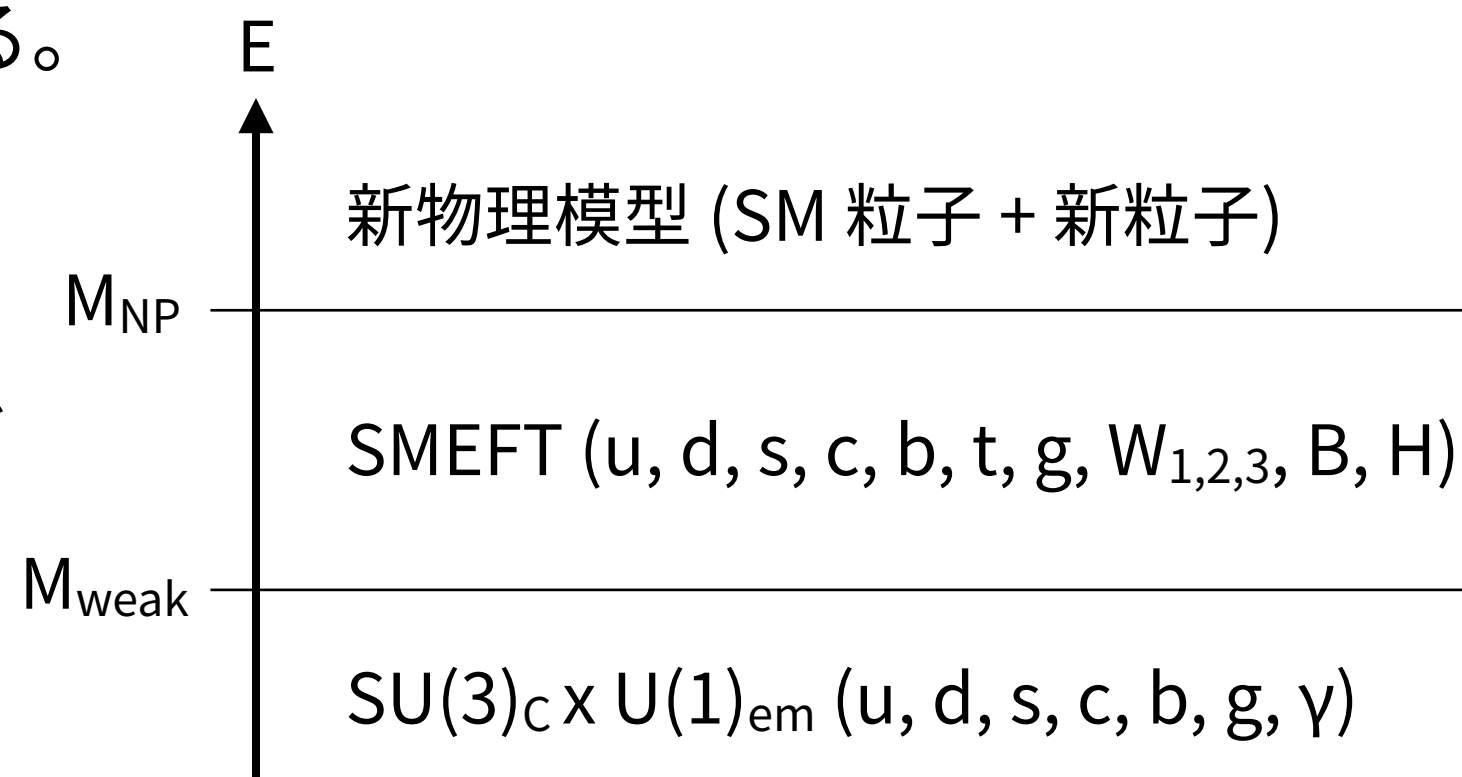 る。
E
新物理模型 (SM 粒子 + 新粒子)
M_NP
SMEFT (u, d, s, c, b, t, g, W_1,2,3, B, H)
M_weak
SU(3)_C x U(1)_em (u, d, s, c, b, g, γ)